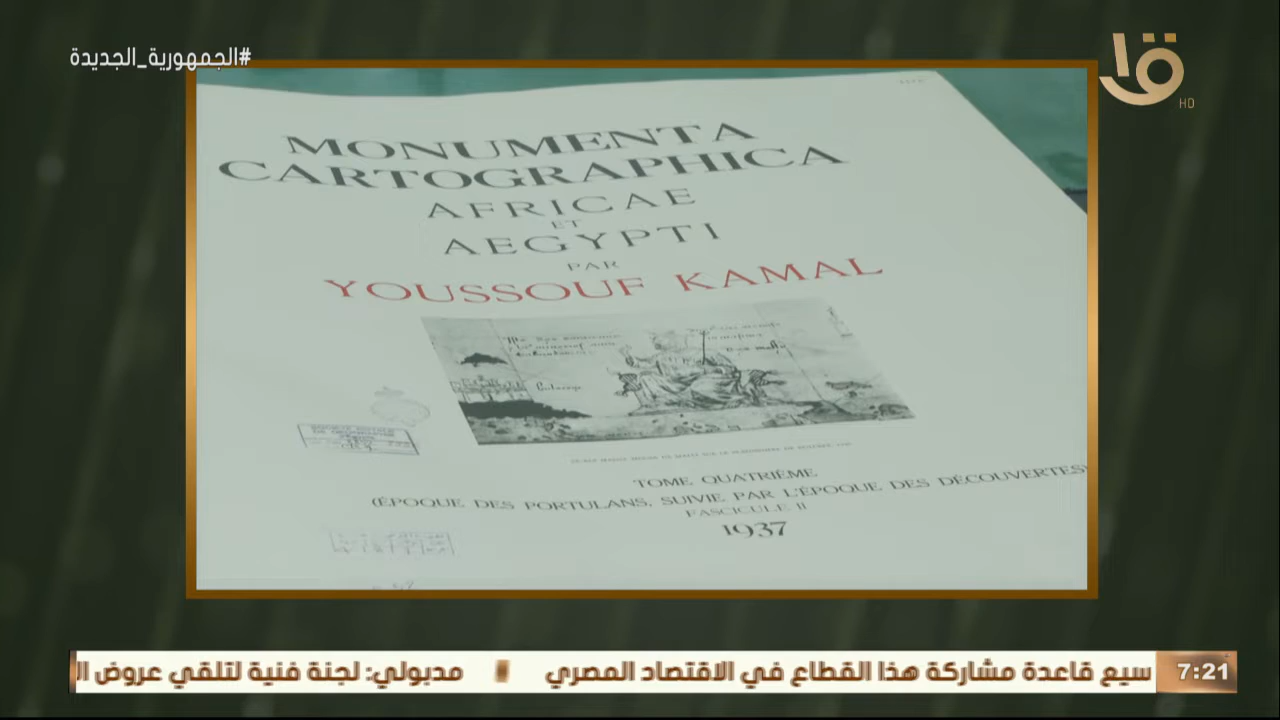 #الجمهورية_الجديدة
HD
MONUMENTA
CARTOGRAPHICA
AFRICAE
ET
AEGYPTI
PAR
YOUSSOUF KAMAL
TOME QUATRIÈME
(ÉPOQUE DES PORTULANS, SUIVIE PAR L'ÉPOQUE DES DÉCOUVERTES)
FASCICULE II
1937
7:21
سيع قاعدة مشاركة هذا القطاع في الاقتصاد المصري مدبولي: لجنة فنية لتلقي عروض ال